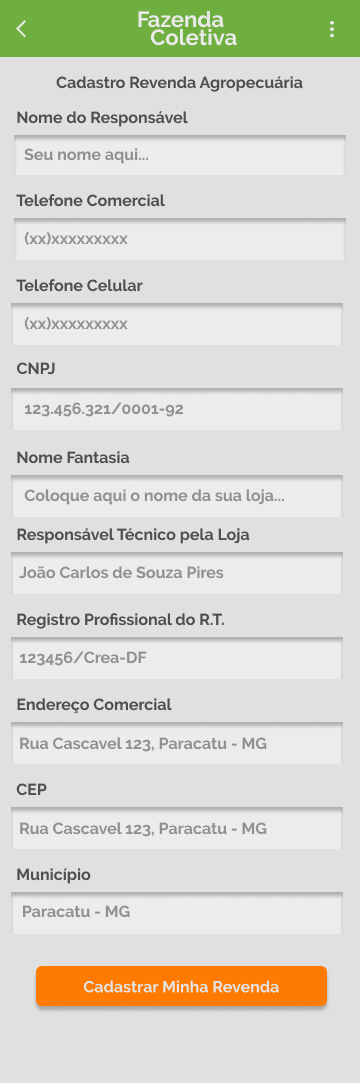 Fazenda
Coletiva
Cadastro Revenda Agropecuária
Nome do Responsável
Seu nome aqui...
Telefone Comercial
(xx)xxxxxxxxx
Telefone Celular
(xx)xxxxxxxxx
CNPJ
123.456.321/0001-92
Nome Fantasia
Coloque aqui o nome da sua loja...
Responsável Técnico pela Loja
João Carlos de Souza Pires
Registro Profissional do R.T.
123456/Crea-DF
Endereço Comercial
Rua Cascavel 123, Paracatu - MG
CEP
Rua Cascavel 123, Paracatu - MG
Município
Paracatu - MG
Cadastrar Minha Revenda